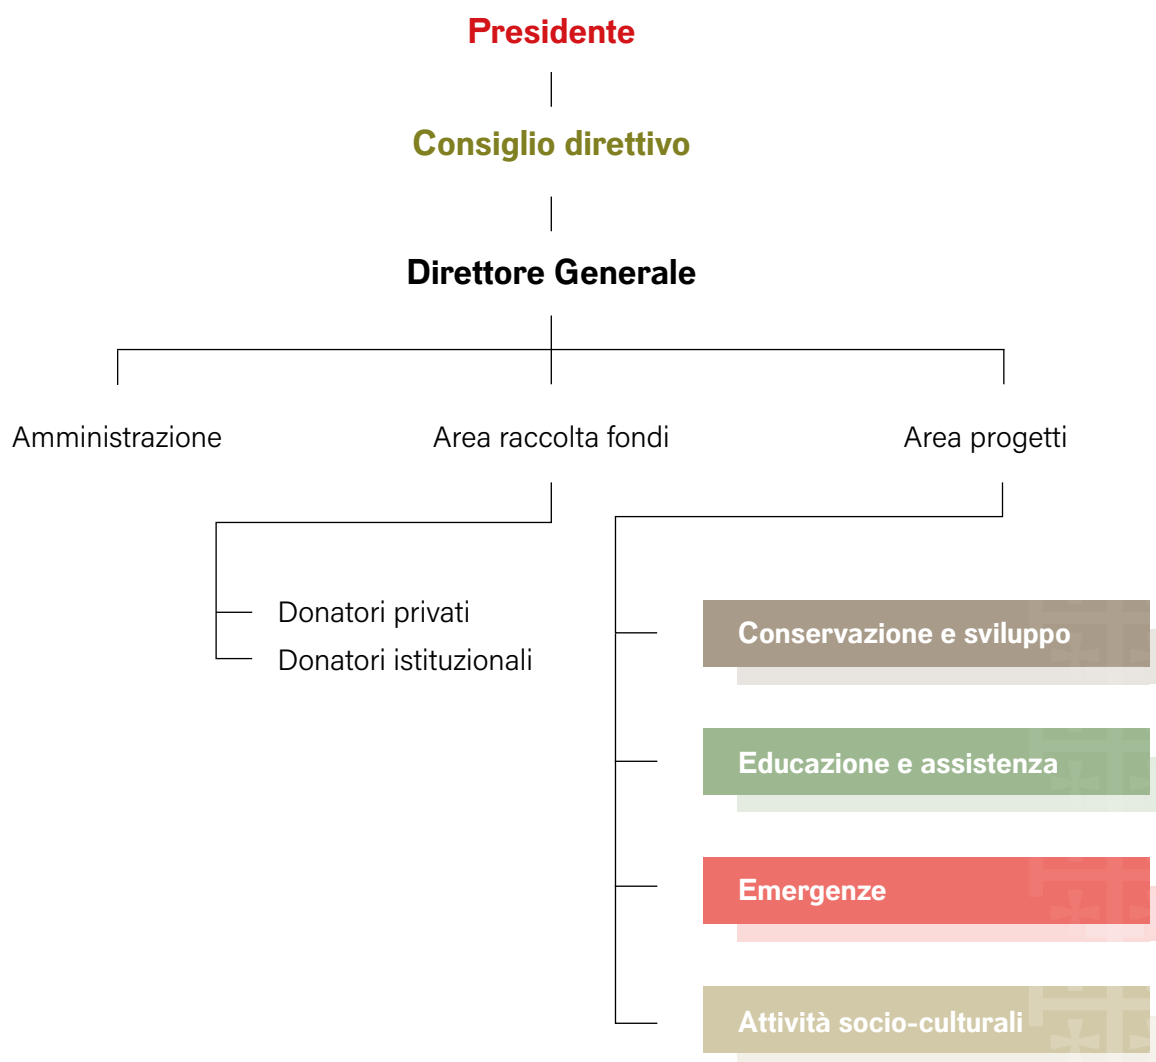 Presidente
Consiglio direttivo
Direttore Generale
Amministrazione
Area raccolta fondi
Area progetti
Donatori privati
Donatori istituzionali
Conservazione e sviluppo
Educazione e assistenza
Emergenze
Attività socio-culturali